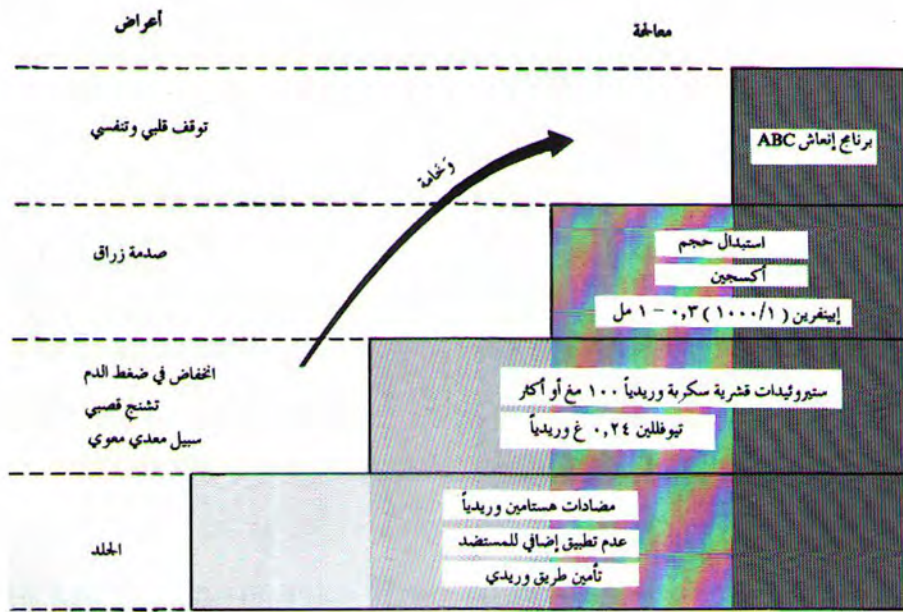 أعراض
معالجة
توقف قلبي وتنفسي
برنامج إنعاش ABC
وخامة
صدمة زراق
استبدال حجم
أكسجين
إيبنفرين ( ١/١٠٠٠ ) ٠,٣ – ١ مل
انخفاض في ضغط الدم
تشنج قصبي
سبيل معدي معوي
ستيروئيدات قشرية سكرية وريدياً ١٠٠ مغ أو أكثر
تيوفللين ٠,٢٤ غ وريدياً
الجلد
مضادات هستامين وريدياً
عدم تطبيق إضافي للمستضد
تأمين طريق وريدي